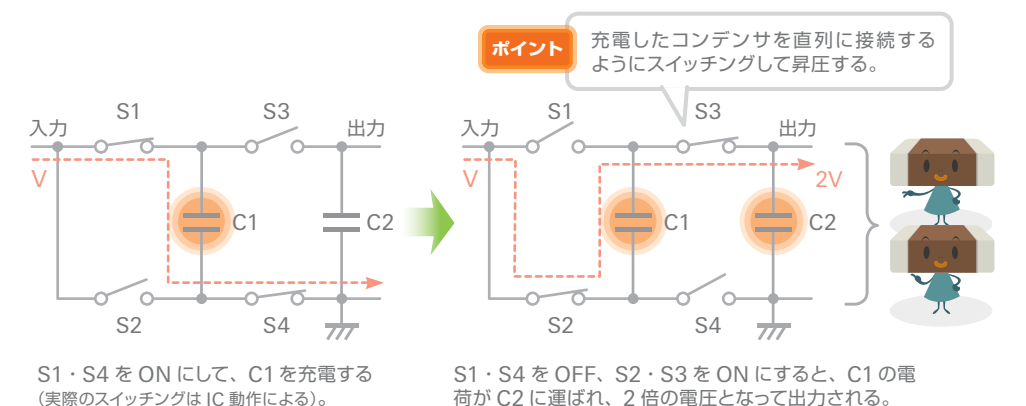 ポイント
充電したコンデンサを直列に接続する
ようにスイッチングして昇圧する。
S1
S3
入力
出力
V
C1
C2
S2
S4
S1
S3
入力
出力
V
2V
C1
C2
S2
S4
S1・S4 を ON にして、C1を充電する
（実際のスイッチングは IC 動作による）。
S1・S4 を OFF、S2・S3 を ON にすると、C1 の電
荷が C2 に運ばれ、2 倍の電圧となって出力される。